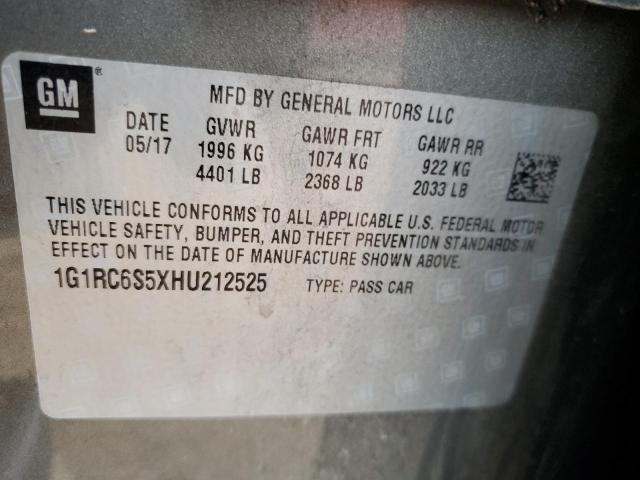 GM ®
MFD BY GENERAL MOTORS LLC
DATE GVWR GAWR FRT GAWR RR
05/17 1996 KG 1074 KG 922 KG
4401 LB 2368 LB 2033 LB
THIS VEHICLE CONFORMS TO ALL APPLICABLE U.S. FEDERAL MOTOR
VEHICLE SAFETY, BUMPER, AND THEFT PREVENTION STANDARDS IN
EFFECT ON THE DATE OF MANUFACTURE SHOWN ABOVE.
1G1RC6S5XHU212525 TYPE: PASS CAR